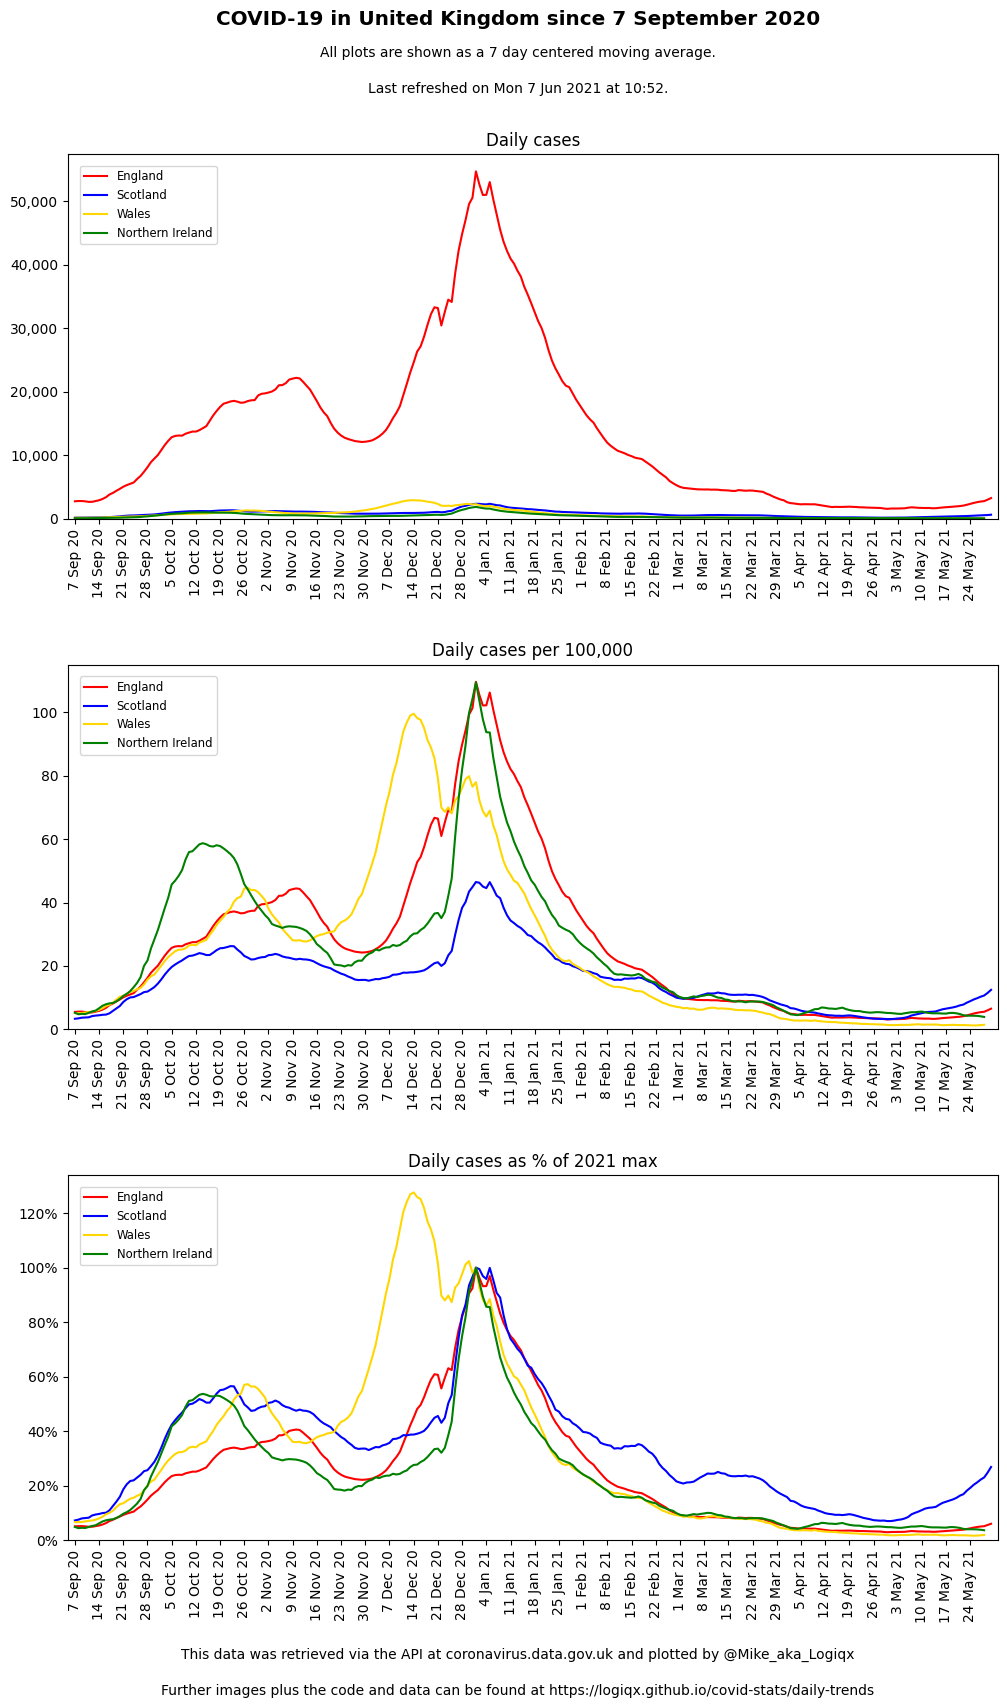 COVID-19 in United Kingdom since 7 September 2020
All plots are shown as a 7 day centered moving average.
Last refreshed on Mon 7 Jun 2021 at 10:52.
Daily cases
England
Scotland
Wales
Northern Ireland
50,000
40,000
30,000
20,000
10,000
0
7 Sep 20
14 Sep 20
21 Sep 20
28 Sep 20
5 Oct 20
12 Oct 20
19 Oct 20
26 Oct 20
2 Nov 20
9 Nov 20
16 Nov 20
23 Nov 20
30 Nov 20
7 Dec 20
14 Dec 20
21 Dec 20
28 Dec 20
4 Jan 21
11 Jan 21
18 Jan 21
25 Jan 21
1 Feb 21
8 Feb 21
15 Feb 21
22 Feb 21
1 Mar 21
8 Mar 21
15 Mar 21
22 Mar 21
29 Mar 21
5 Apr 21
12 Apr 21
19 Apr 21
26 Apr 21
3 May 21
10 May 21
17 May 21
24 May 21
Daily cases per 100,000
England
Scotland
Wales
Northern Ireland
100
80
60
40
20
0
7 Sep 20
14 Sep 20
21 Sep 20
28 Sep 20
5 Oct 20
12 Oct 20
19 Oct 20
26 Oct 20
2 Nov 20
9 Nov 20
16 Nov 20
23 Nov 20
30 Nov 20
7 Dec 20
14 Dec 20
21 Dec 20
28 Dec 20
4 Jan 21
11 Jan 21
18 Jan 21
25 Jan 21
1 Feb 21
8 Feb 21
15 Feb 21
22 Feb 21
1 Mar 21
8 Mar 21
15 Mar 21
22 Mar 21
29 Mar 21
5 Apr 21
12 Apr 21
19 Apr 21
26 Apr 21
3 May 21
10 May 21
17 May 21
24 May 21
Daily cases as % of 2021 max
England
Scotland
Wales
Northern Ireland
120%
100%
80%
60%
40%
20%
0%
7 Sep 20
14 Sep 20
21 Sep 20
28 Sep 20
5 Oct 20
12 Oct 20
19 Oct 20
26 Oct 20
2 Nov 20
9 Nov 20
16 Nov 20
23 Nov 20
30 Nov 20
7 Dec 20
14 Dec 20
21 Dec 20
28 Dec 20
4 Jan 21
11 Jan 21
18 Jan 21
25 Jan 21
1 Feb 21
8 Feb 21
15 Feb 21
22 Feb 21
1 Mar 21
8 Mar 21
15 Mar 21
22 Mar 21
29 Mar 21
5 Apr 21
12 Apr 21
19 Apr 21
26 Apr 21
3 May 21
10 May 21
17 May 21
24 May 21
This data was retrieved via the API at coronavirus.data.gov.uk and plotted by @Mike_aka_Logiqx
Further images plus the code and data can be found at https://logiqx.github.io/covid-stats/daily-trends